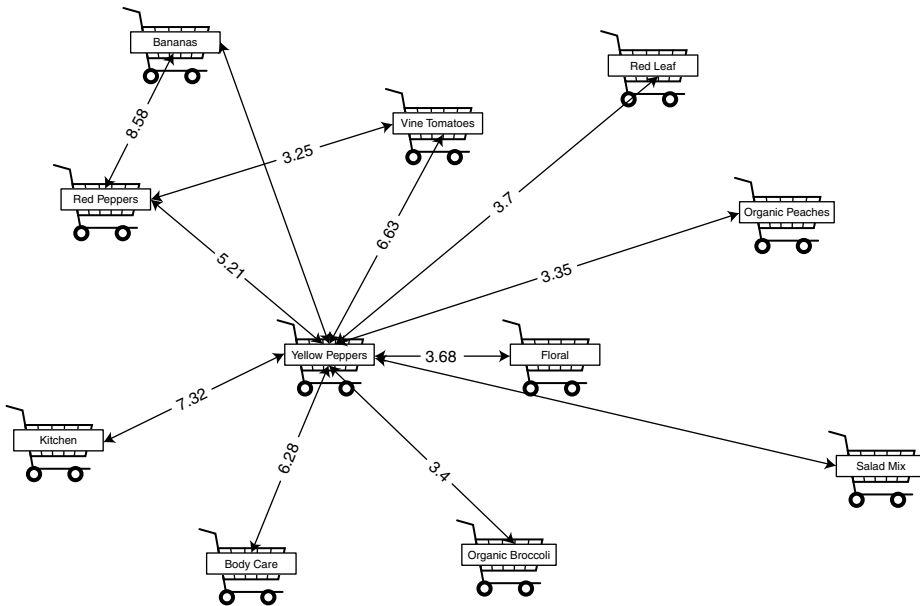 Bananas
Red Leaf
8.58
Vine Tomatoes
3.25
Red Peppers
3.7
Organic Peaches
6.63
5.21
3.35
Yellow Peppers
3.68
Floral
7.32
Kitchen
6.28
3.4
Salad Mix
Body Care
Organic Broccoli